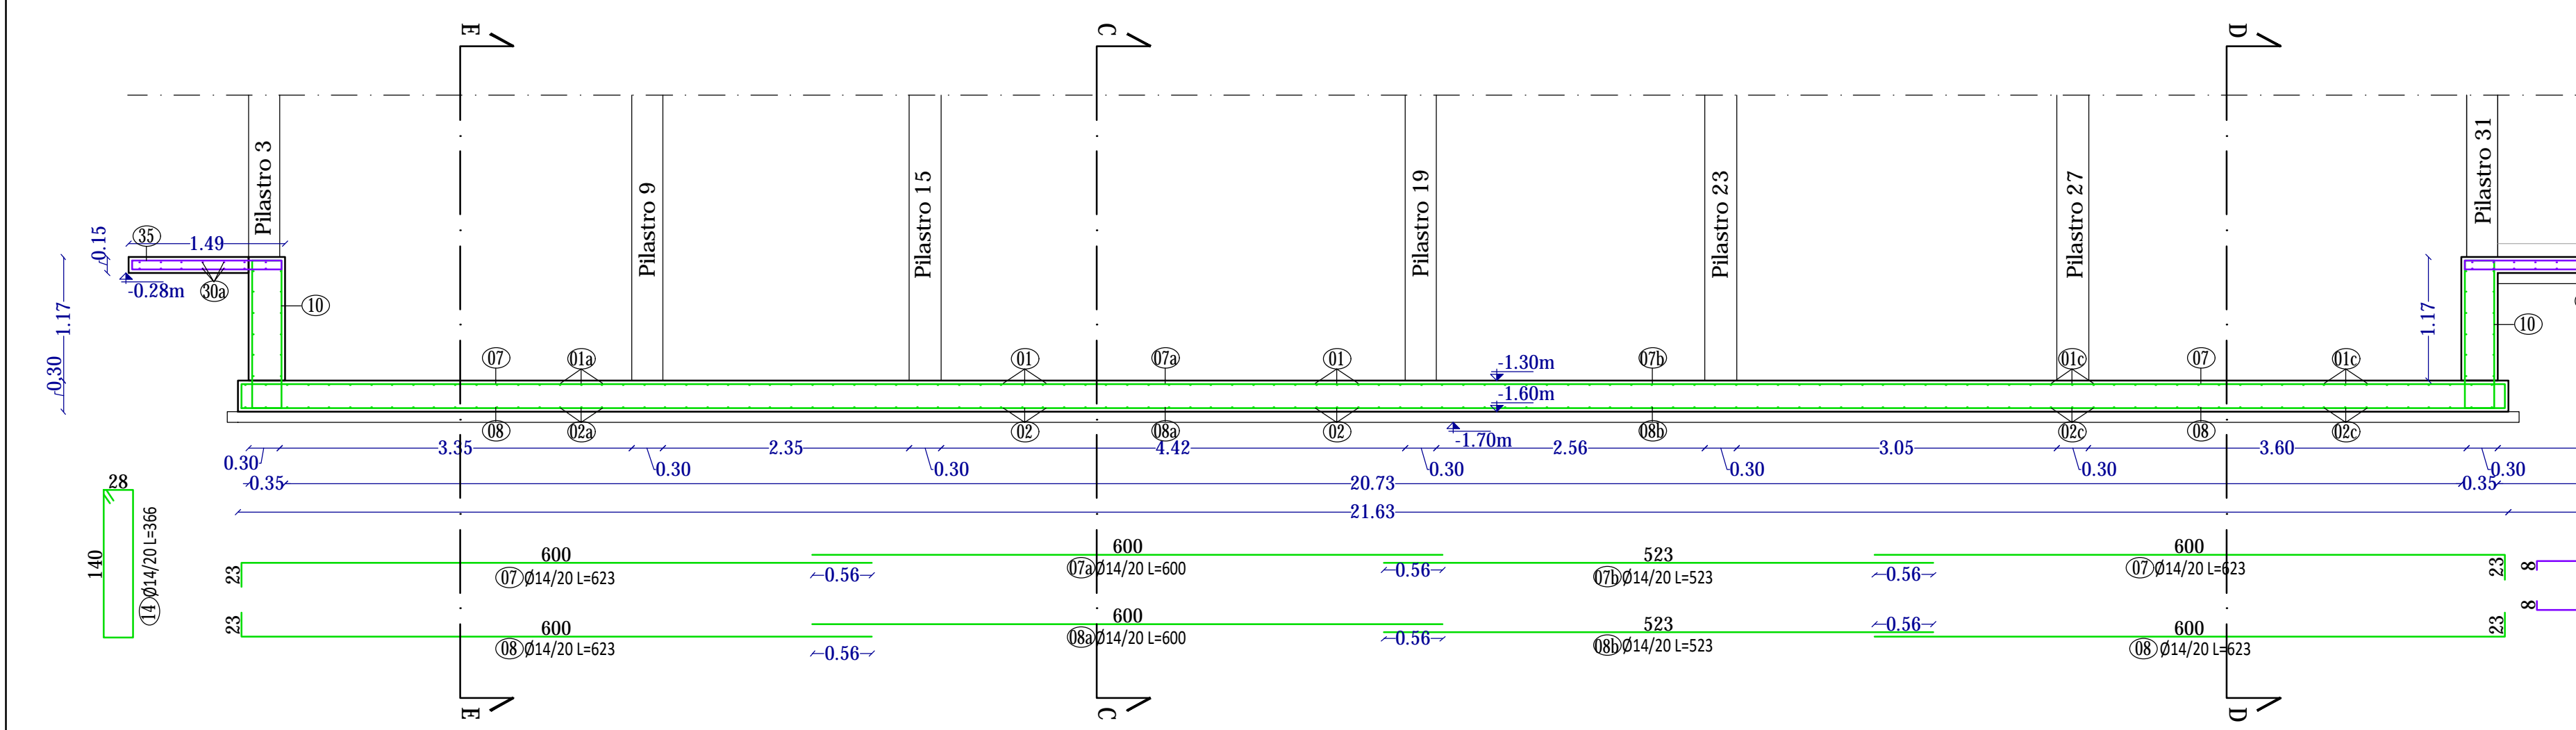 E
C
D
Pilastro 3
Pilastro 9
Pilastro 15
Pilastro 19
Pilastro 23
Pilastro 27
Pilastro 31
35
1.49
0.15
-0.28m
30a
10
1.17
0.30
1.17
10
07
01a
01
07a
01
-1.30m
07b
01c
07
01c
-1.60m
08
02a
02
08a
02
-1.70m
08b
02c
08
02c
0.30
3.35
0.30
2.35
0.30
4.42
0.30
2.56
0.30
3.05
0.30
3.60
0.30
0.35
20.73
0.35
21.63
28
140
14 Ø14/20 L=366
23
600
07 Ø14/20 L=623
0.56
600
07a Ø14/20 L=600
0.56
523
07b Ø14/20 L=523
0.56
600
07 Ø14/20 L=623
23
8
23
600
08 Ø14/20 L=623
0.56
600
08a Ø14/20 L=600
0.56
523
08b Ø14/20 L=523
0.56
600
08 Ø14/20 L=623
23
8
E
C
D